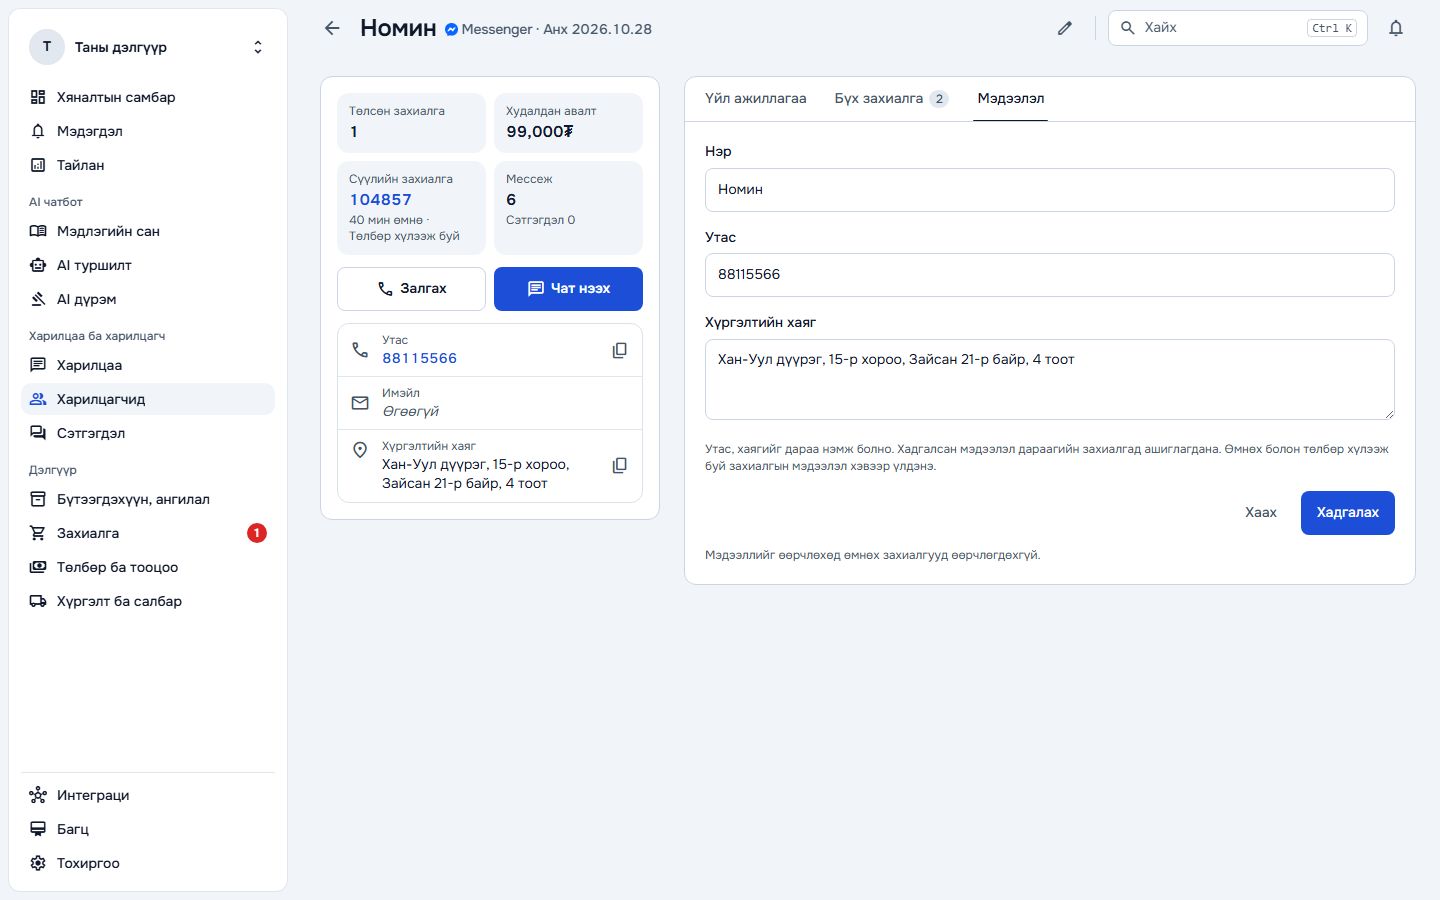 Т
Таны дэлгүүр
Хяналтын самбар
Мэдэгдэл
Тайлан
AI чатбот
Мэдлэгийн сан
AI туршилт
AI дүрэм
Харилцаа ба харилцагч
Харилцаа
Харилцагчид
Сэтгэгдэл
Дэлгүүр
Бүтээгдэхүүн, ангилал
Захиалга
1
Төлбөр ба тооцоо
Хүргэлт ба салбар
Интеграци
Багц
Тохиргоо
Номин
Messenger · Анх 2026.10.28
Хайх
Ctrl K
Төлсөн захиалга
1
Худалдан авалт
99,000₮
Сүүлийн захиалга
104857
40 мин өмнө ·
Төлбөр хүлээж буй
Мессеж
6
Сэтгэгдэл 0
Залгах
Чат нээх
Утас
88115566
Имэйл
Өгөөгүй
Хүргэлтийн хаяг
Хан-Уул дүүрэг, 15-р хороо,
Зайсан 21-р байр, 4 тоот
Үйл ажиллагаа
Бүх захиалга 2
Мэдээлэл
Нэр
Номин
Утас
88115566
Хүргэлтийн хаяг
Хан-Уул дүүрэг, 15-р хороо, Зайсан 21-р байр, 4 тоот
Утас, хаягийг дараа нэмж болно. Хадгалсан мэдээлэл дараагийн захиалгад ашиглагдана. Өмнөх болон төлбөр хүлээж
буй захиалгын мэдээлэл хэвээр үлдэнэ.
Хаах
Хадгалах
Мэдээллийг өөрчлөхөд өмнөх захиалгууд өөрчлөгдөхгүй.